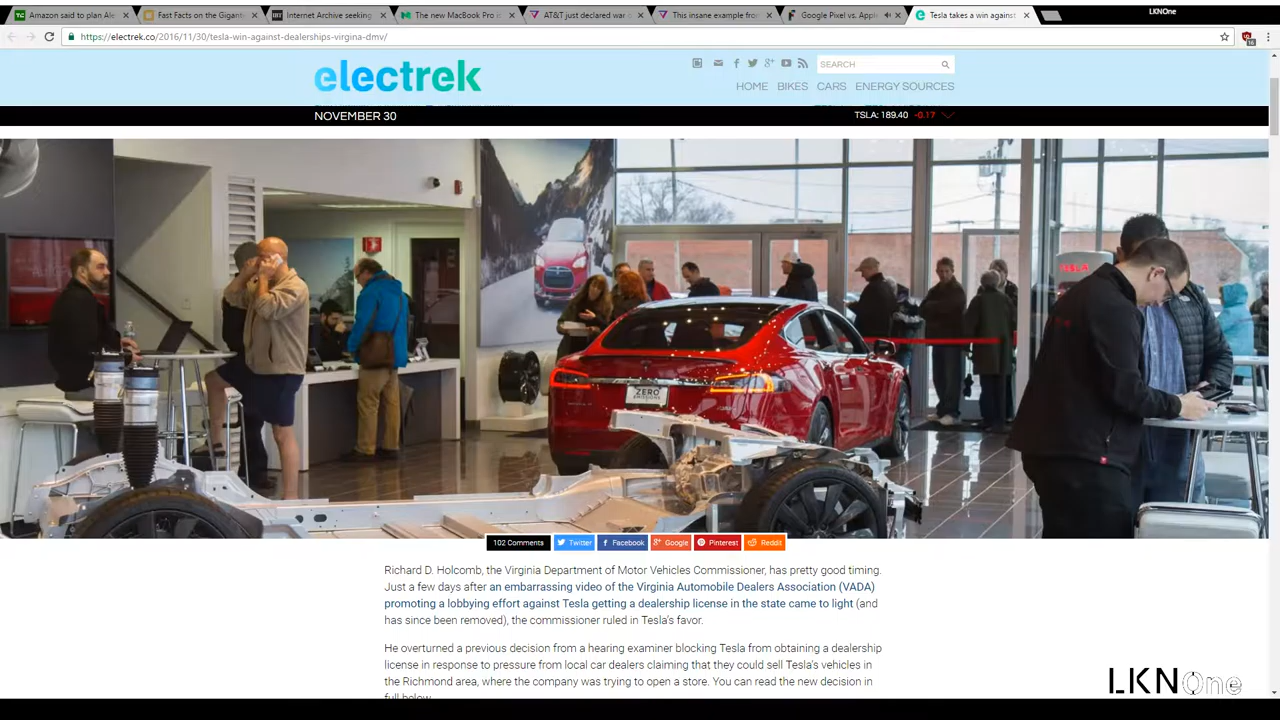 Amazon said to plan Ale
Fast Facts on the Gigant
Internet Archive seeking
The new MacBook Pro is
AT&T just declared war
This insane example from
Google Pixel vs. Apple
Tesla takes a win against
LKNOne
https://electrek.co/2016/11/30/tesla-win-against-dealerships-virgina-dmv/
electrek
SEARCH
HOME BIKES CARS ENERGY SOURCES
NOVEMBER 30
TSLA: 189.40 -0.17
TESLA
ZERO
EMISSIONS
102 Comments Twitter Facebook Google Pinterest Reddit
Richard D. Holcomb, the Virginia Department of Motor Vehicles Commissioner, has pretty good timing.
Just a few days after an embarrassing video of the Virginia Automobile Dealers Association (VADA)
promoting a lobbying effort against Tesla getting a dealership license in the state came to light (and
has since been removed), the commissioner ruled in Tesla's favor.
He overturned a previous decision from a hearing examiner blocking Tesla from obtaining a dealership
license in response to pressure from local car dealers claiming that they could sell Tesla's vehicles in
the Richmond area, where the company was trying to open a store. You can read the new decision in
full below.
LKNOne